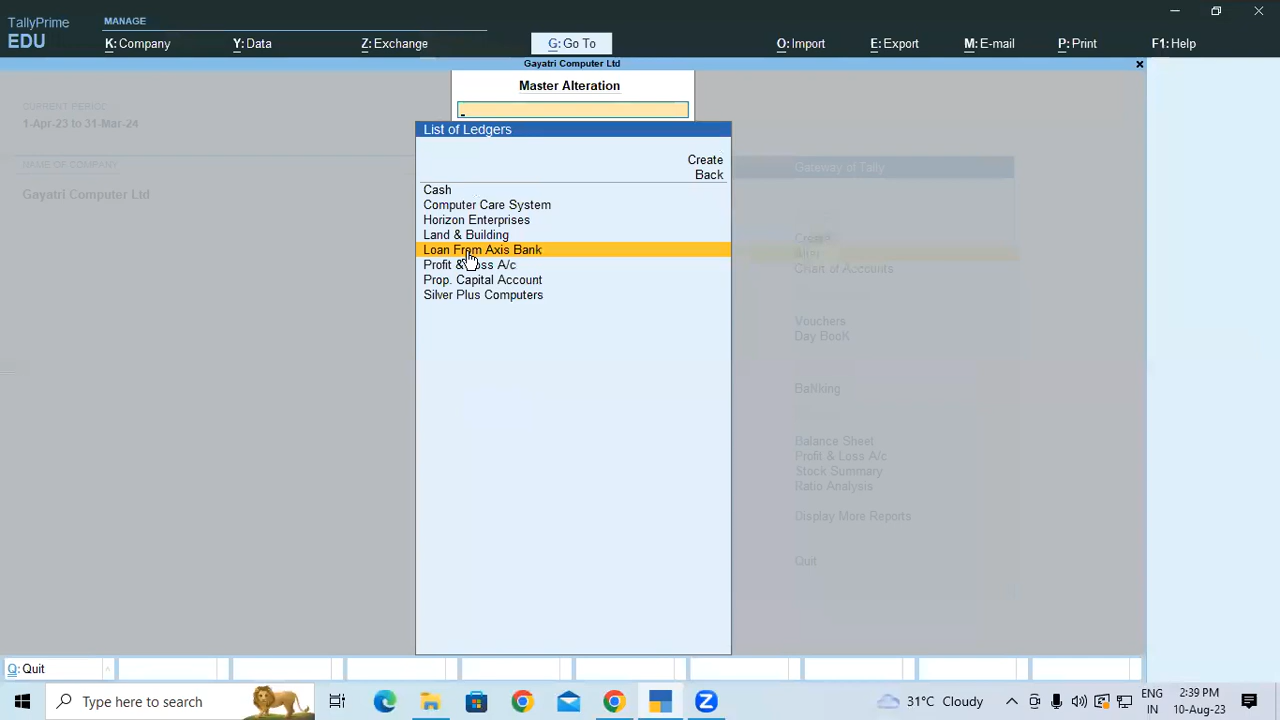 TallyPrime
EDU
MANAGE
K: Company
Y: Data
Z: Exchange
G: Go To
O: Import
E: Export
M: E-mail
P: Print
F1: Help
Gayatri Computer Ltd
CURRENT PERIOD
1-Apr-23 to 31-Mar-24
NAME OF COMPANY
Gayatri Computer Ltd
Master Alteration
List of Ledgers
Create
Back
Cash
Computer Care System
Horizon Enterprises
Land & Building
Loan From Axis Bank
Profit & Loss A/c
Prop. Capital Account
Silver Plus Computers
Gateway of Tally
Create
Chart of Accounts
Vouchers
Day BooK
BaNking
Balance Sheet
Profit & Loss A/c
Stock Summary
Ratio Analysis
Display More Reports
Quit
Q: Quit
Type here to search
31°C Cloudy
ENG
IN
2:39 PM
10-Aug-23